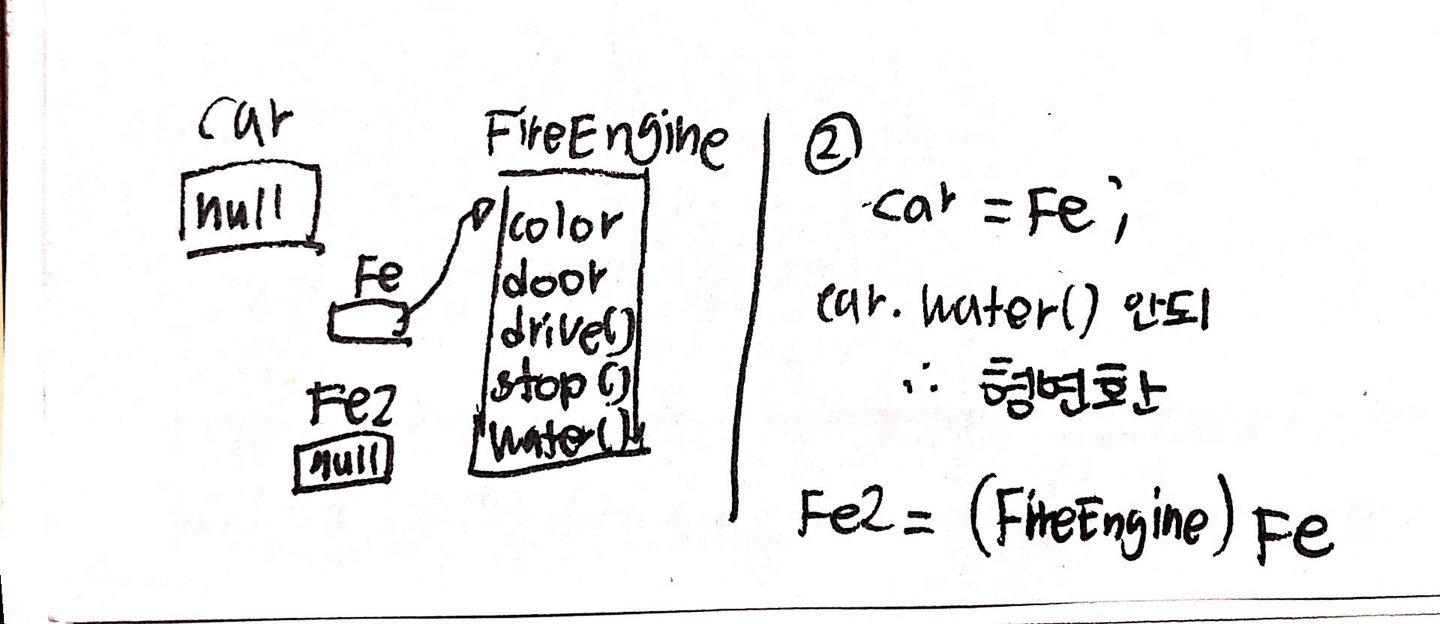 car
null
Fe
Fe2
null
FireEngine
color
door
drive()
stop()
water()
②
car = Fe;
car. water() 안되
∴ 형변환
Fe2 = (FireEngine) Fe